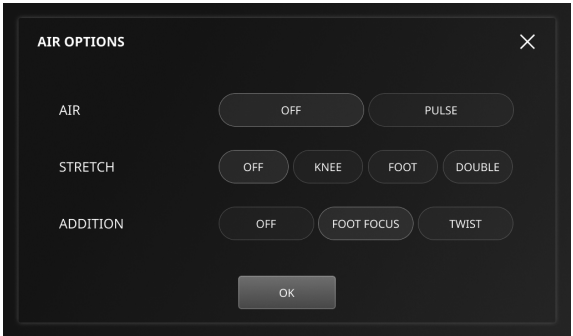 AIR OPTIONS
AIR OFF PULSE
STRETCH OFF KNEE FOOT DOUBLE
ADDITION OFF FOOT FOCUS TWIST
OK